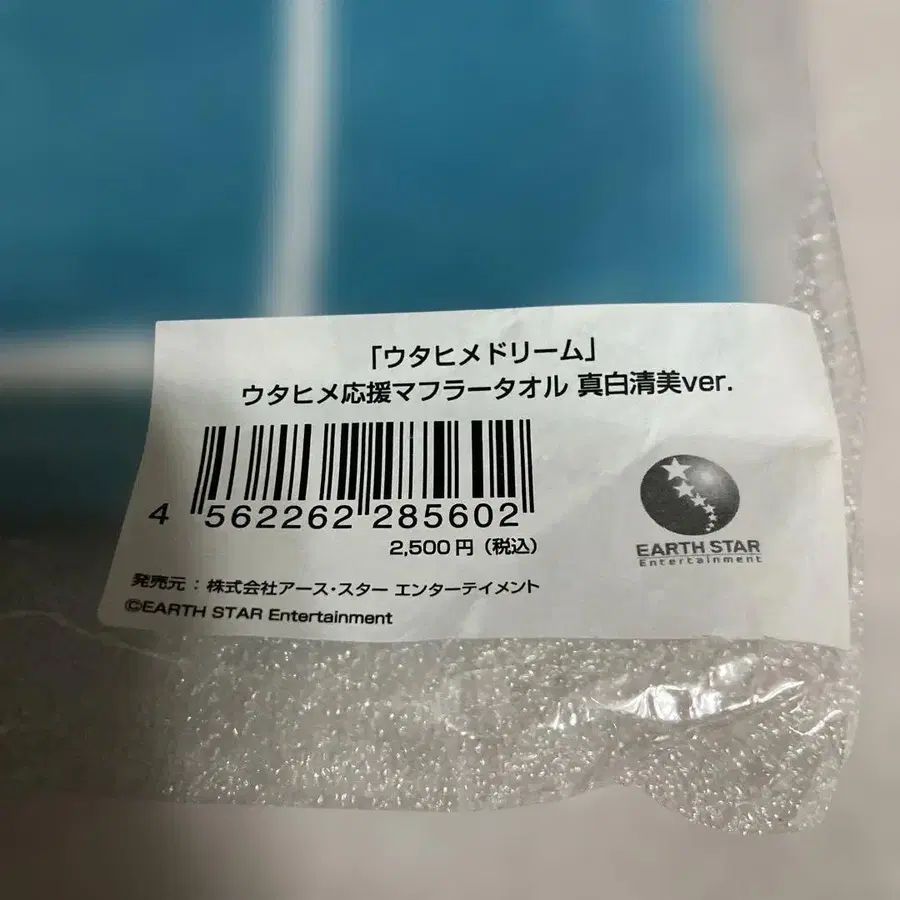 「ウタヒメドリーム」
ウタヒメ応援マフラータオル 真白清美ver.
4 562262 285602
2,500円（税込）
EARTH STAR
Entertainment
発売元：株式会社アース・スター エンターテイメント
©EARTH STAR Entertainment